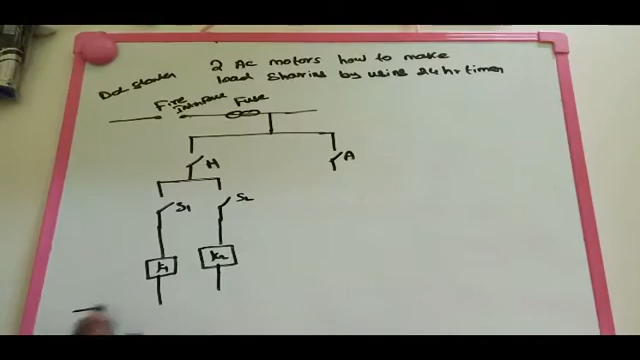 2 Ac motors how to make
load sharing by using 24 hr timer
Dol starter
Fire
Interface
Fuse
H
A
S1
S2
K1
K2